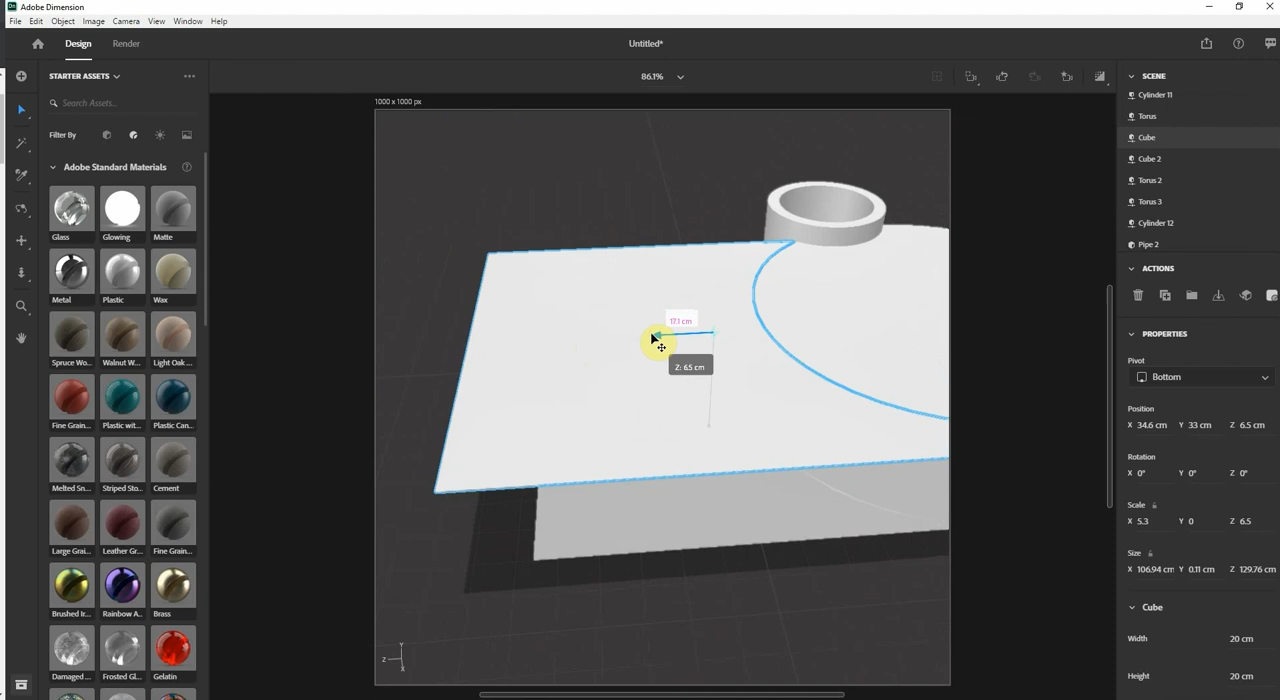 Adobe Dimension
File Edit Object Image Camera View Window Help
Design Render Untitled*
STARTER ASSETS
86.1%
SCENE
Search Assets...
Filter By
Adobe Standard Materials
Glass Glowing Matte
Metal Plastic Wax
Spruce Wo... Walnut W... Light Oak ...
Fine Grain... Plastic wit... Plastic Can...
Melted Sn... Striped Sto... Cement
Large Grai... Leather Gr... Fine Grain...
Brushed Ir... Rainbow A... Brass
Damaged ... Frosted Gl... Gelatin
1000 x 1000 px
17.1 cm
Z: 6.5 cm
Y
Z
X
Cylinder 11
Torus
Cube
Cube 2
Torus 2
Torus 3
Cylinder 12
Pipe 2
ACTIONS
PROPERTIES
Pivot
Bottom
Position
X 34.6 cm Y 33 cm Z 6.5 cm
Rotation
X 0° Y 0° Z 0°
Scale
X 5.3 Y 0 Z 6.5
Size
X 106.94 cm Y 0.11 cm Z 129.76 cm
Cube
Width 20 cm
Height 20 cm